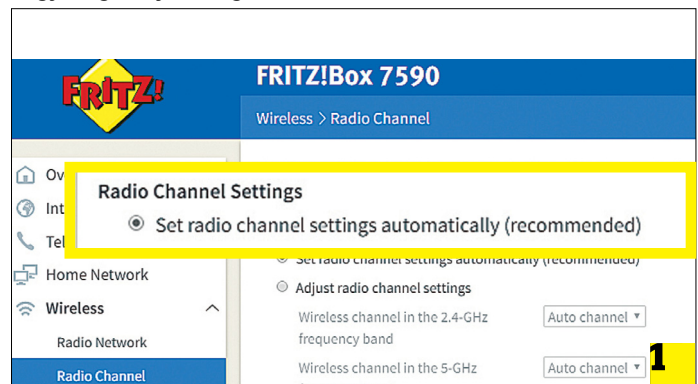 FRITZ!
FRITZ!Box 7590
Wireless > Radio Channel
Ov
Int
Tel
Home Network
Wireless
Radio Network
Radio Channel
Radio Channel Settings
Set radio channel settings automatically (recommended)
Set radio channel settings automatically (recommended)
Adjust radio channel settings
Wireless channel in the 2.4-GHz
frequency band
Auto channel
Wireless channel in the 5-GHz
Auto channel
1